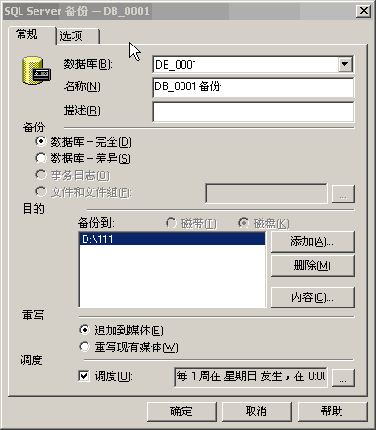 SQL Server 备份 — DB_0001
常规
选项
数据库(B):
DB_0001
名称(N)
DB_0001 备份
描述(R)
备份
数据库 – 完全(D)
数据库 – 差异(S)
事务日志(O)
文件和文件组(F):
...
目的
备份到:
磁带(T)
磁盘(K)
D:\111
添加(A)...
删除(M)
内容(C)...
重写
追加到媒体(E)
重写现有媒体(W)
调度
调度(U):
每 1 周在 星期日 发生，在
...
确定
取消
帮助